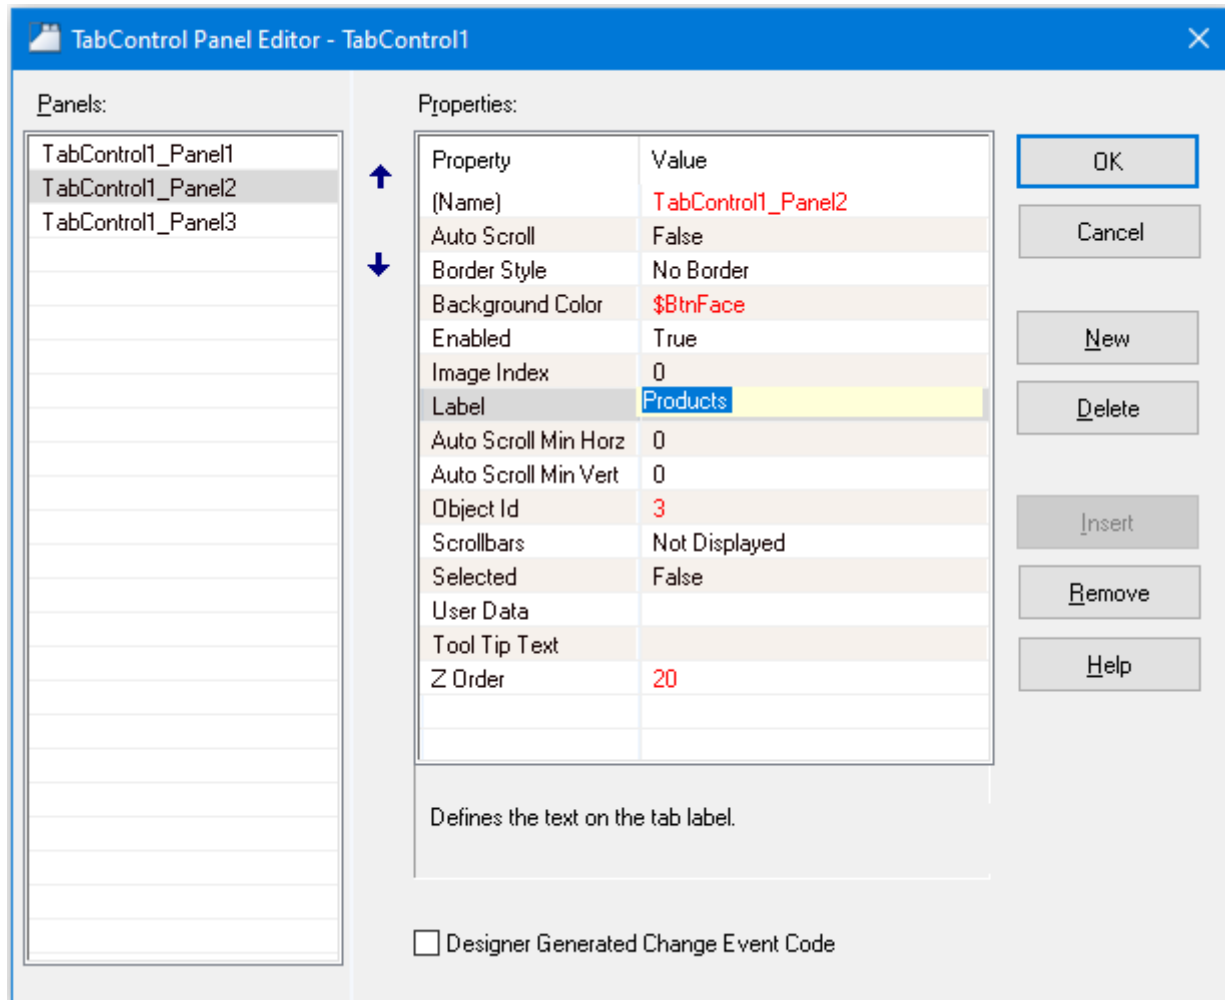 TabControl Panel Editor - TabControl1
Panels:
TabControl1_Panel1
TabControl1_Panel2
TabControl1_Panel3
Properties:
Property Value
(Name) TabControl1_Panel2
Auto Scroll False
Border Style No Border
Background Color $BtnFace
Enabled True
Image Index 0
Label Products
Auto Scroll Min Horz 0
Auto Scroll Min Vert 0
Object Id 3
Scrollbars Not Displayed
Selected False
User Data
Tool Tip Text
Z Order 20
Defines the text on the tab label.
Designer Generated Change Event Code
OK
Cancel
New
Delete
Insert
Remove
Help